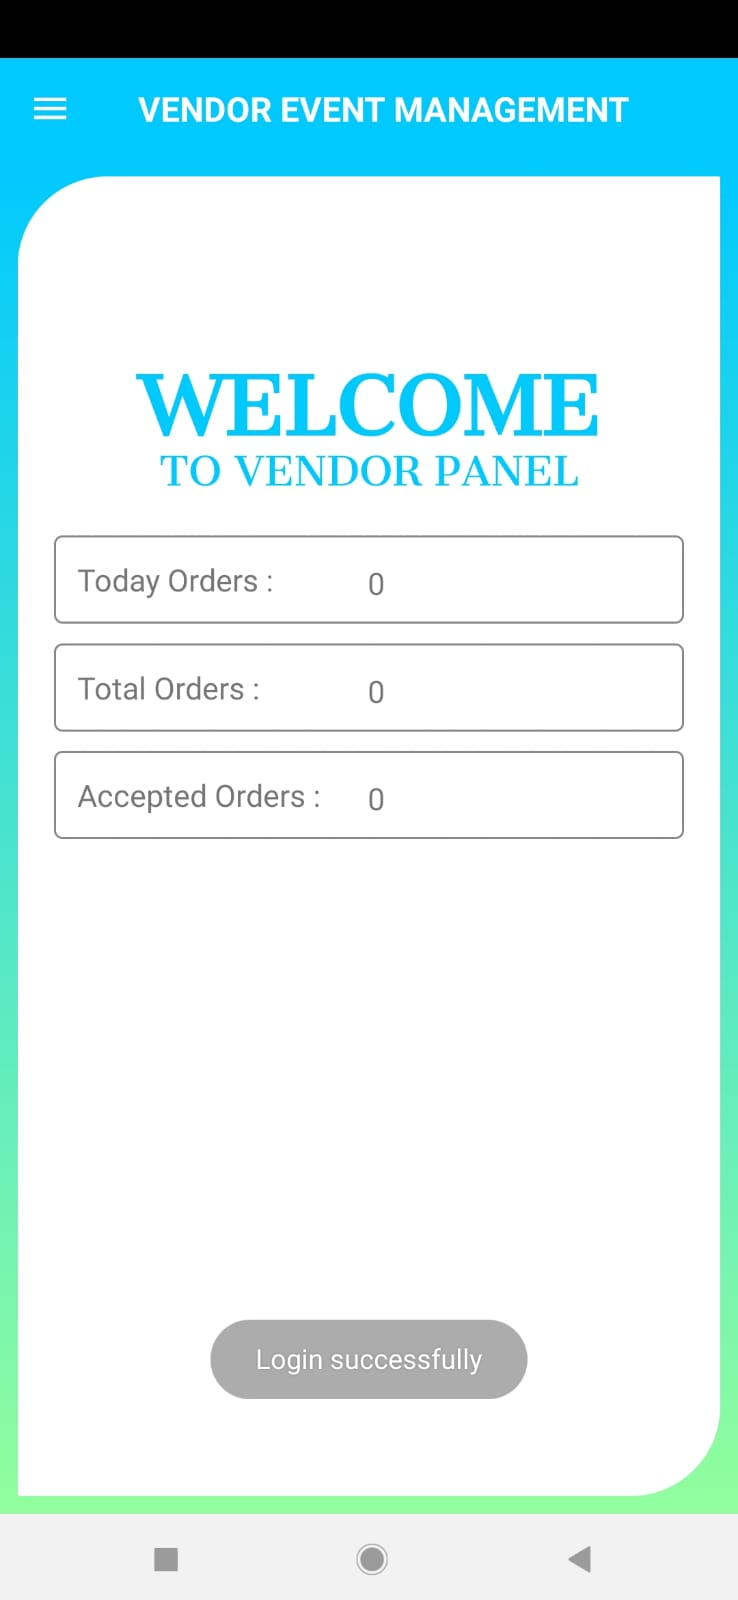 VENDOR EVENT MANAGEMENT
WELCOME
TO VENDOR PANEL
Today Orders : 0
Total Orders : 0
Accepted Orders : 0
Login successfully